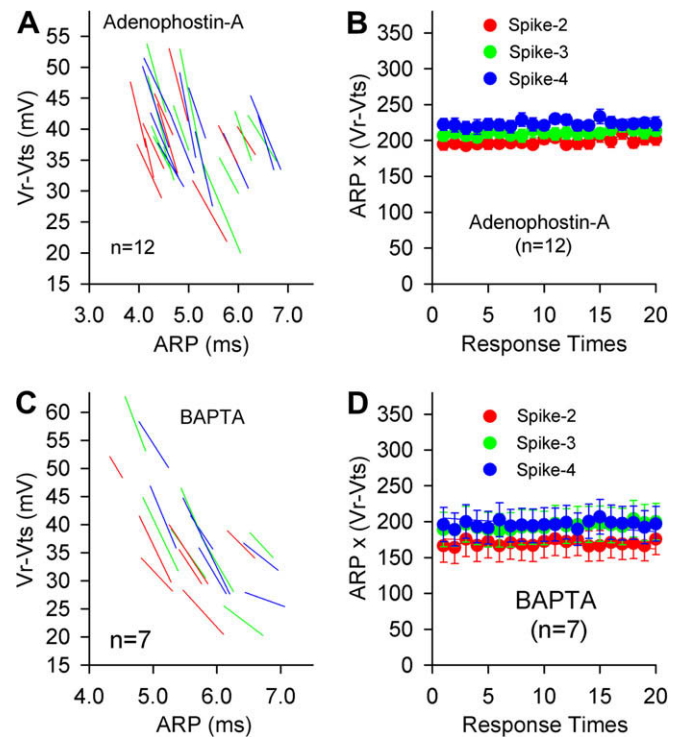 A
Adenophostin-A
Vr-Vts (mV)
55
50
45
40
35
30
25
20
15
n=12
3.0 4.0 5.0 6.0 7.0
ARP (ms)
B
Spike-2
Spike-3
Spike-4
ARP x (Vr-Vts)
350
300
250
200
150
100
50
0
Adenophostin-A
(n=12)
0 5 10 15 20
Response Times
C
BAPTA
Vr-Vts (mV)
60
55
50
45
40
35
30
25
20
15
n=7
4.0 5.0 6.0 7.0
ARP (ms)
D
Spike-2
Spike-3
Spike-4
ARP x (Vr-Vts)
350
300
250
200
150
100
50
0
BAPTA
(n=7)
0 5 10 15 20
Response Times